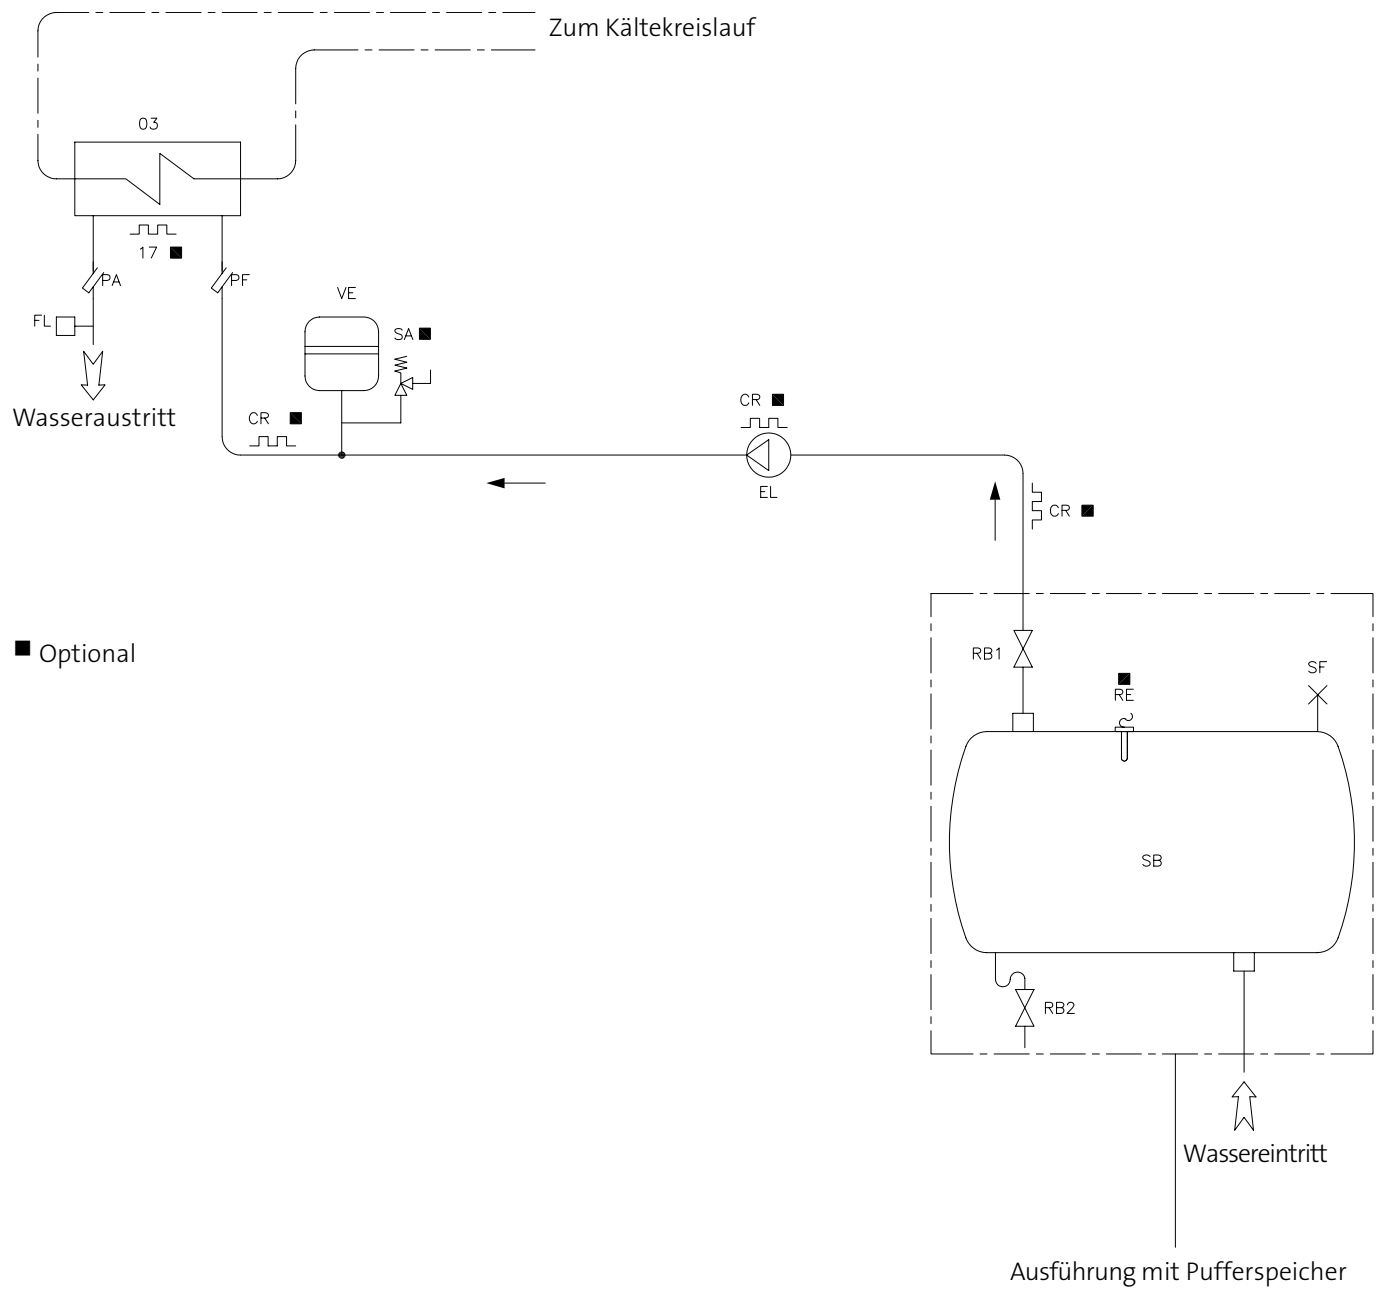 Zum Kältekreislauf
03
17 ■
PA
PF
FL
VE
SA ■
Wasseraustritt
CR ■
CR ■
EL
CR ■
■ Optional
RB1
■
RE
SF
SB
RB2
Wassereintritt
Ausführung mit Pufferspeicher